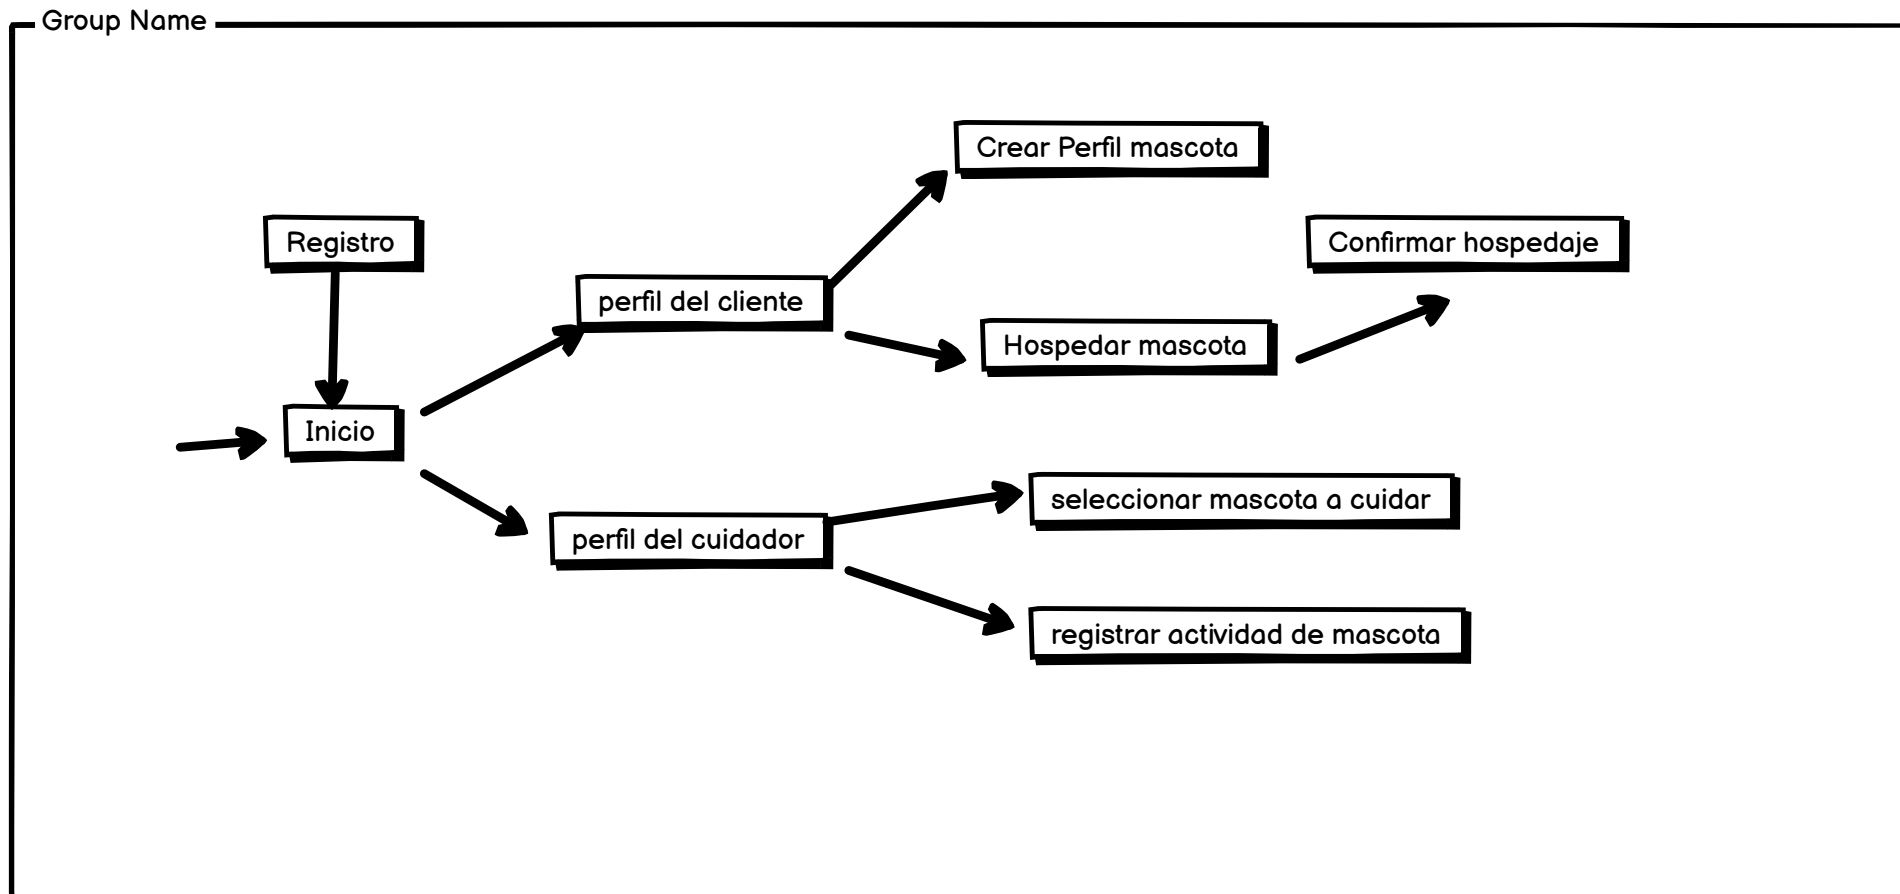 Group Name
Crear Perfil mascota
Registro
Confirmar hospedaje
perfil del cliente
Hospedar mascota
Inicio
seleccionar mascota a cuidar
perfil del cuidador
registrar actividad de mascota